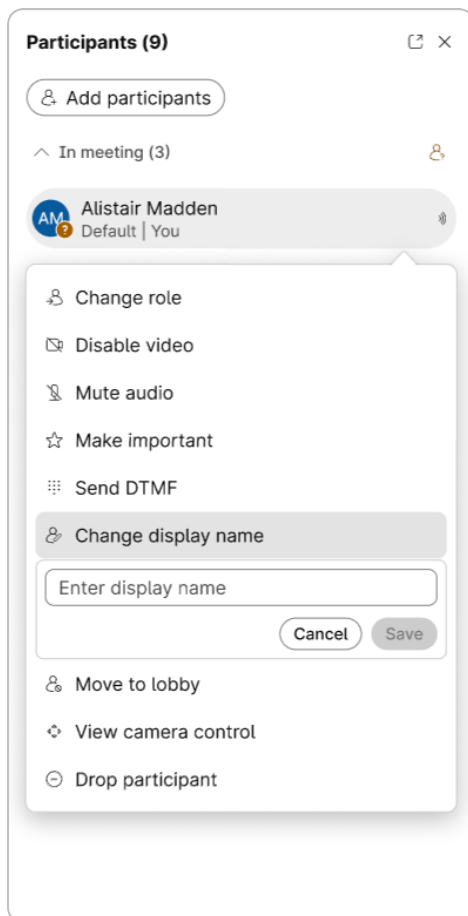 Participants (9)
Add participants
In meeting (3)
AM
?
Alistair Madden
Default | You
Change role
Disable video
Mute audio
Make important
Send DTMF
Change display name
Enter display name
Cancel Save
Move to lobby
View camera control
Drop participant